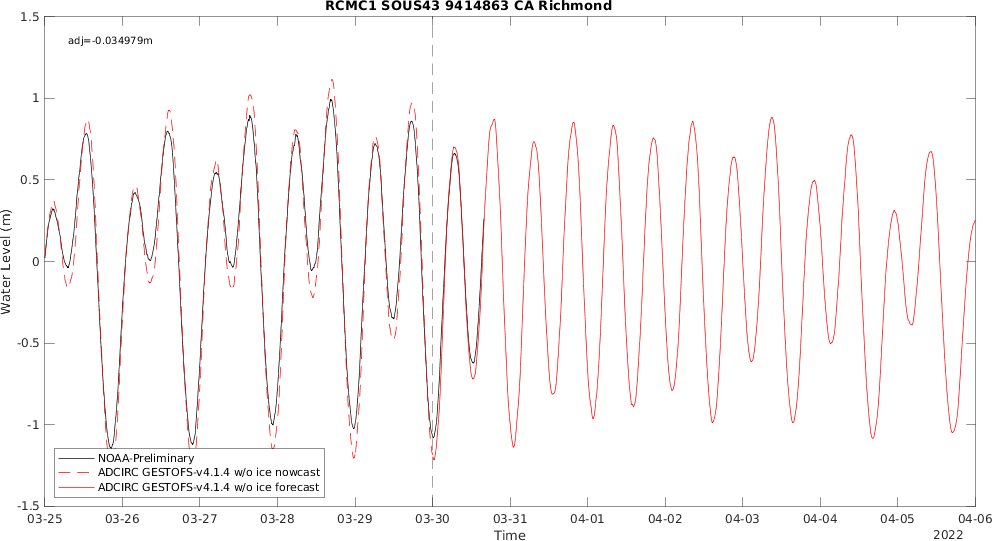 RCMC1 SOUS43 9414863 CA Richmond
adj=-0.034979m
1.5
1
0.5
0
-0.5
-1
-1.5
Water Level (m)
NOAA-Preliminary
ADCIRC GESTOFS-v4.1.4 w/o ice nowcast
ADCIRC GESTOFS-v4.1.4 w/o ice forecast
03-25 03-26 03-27 03-28 03-29 03-30 03-31 04-01 04-02 04-03 04-04 04-05 04-06
Time
2022